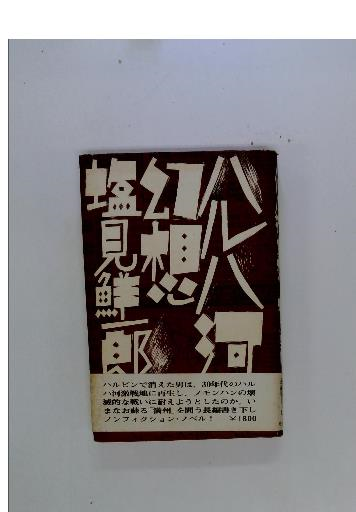 ハルハ河
幻想
塩見鮮一郎
ハルビンで消えた男は、30年代のハル
ハ河激戦地に再生し、ノモンハンの壊
滅的な戦いに耐えようとしたのか。い
まなお蘇る「満州」を問う長編書き下し
ノンフィクション・ノベル！　￥1800